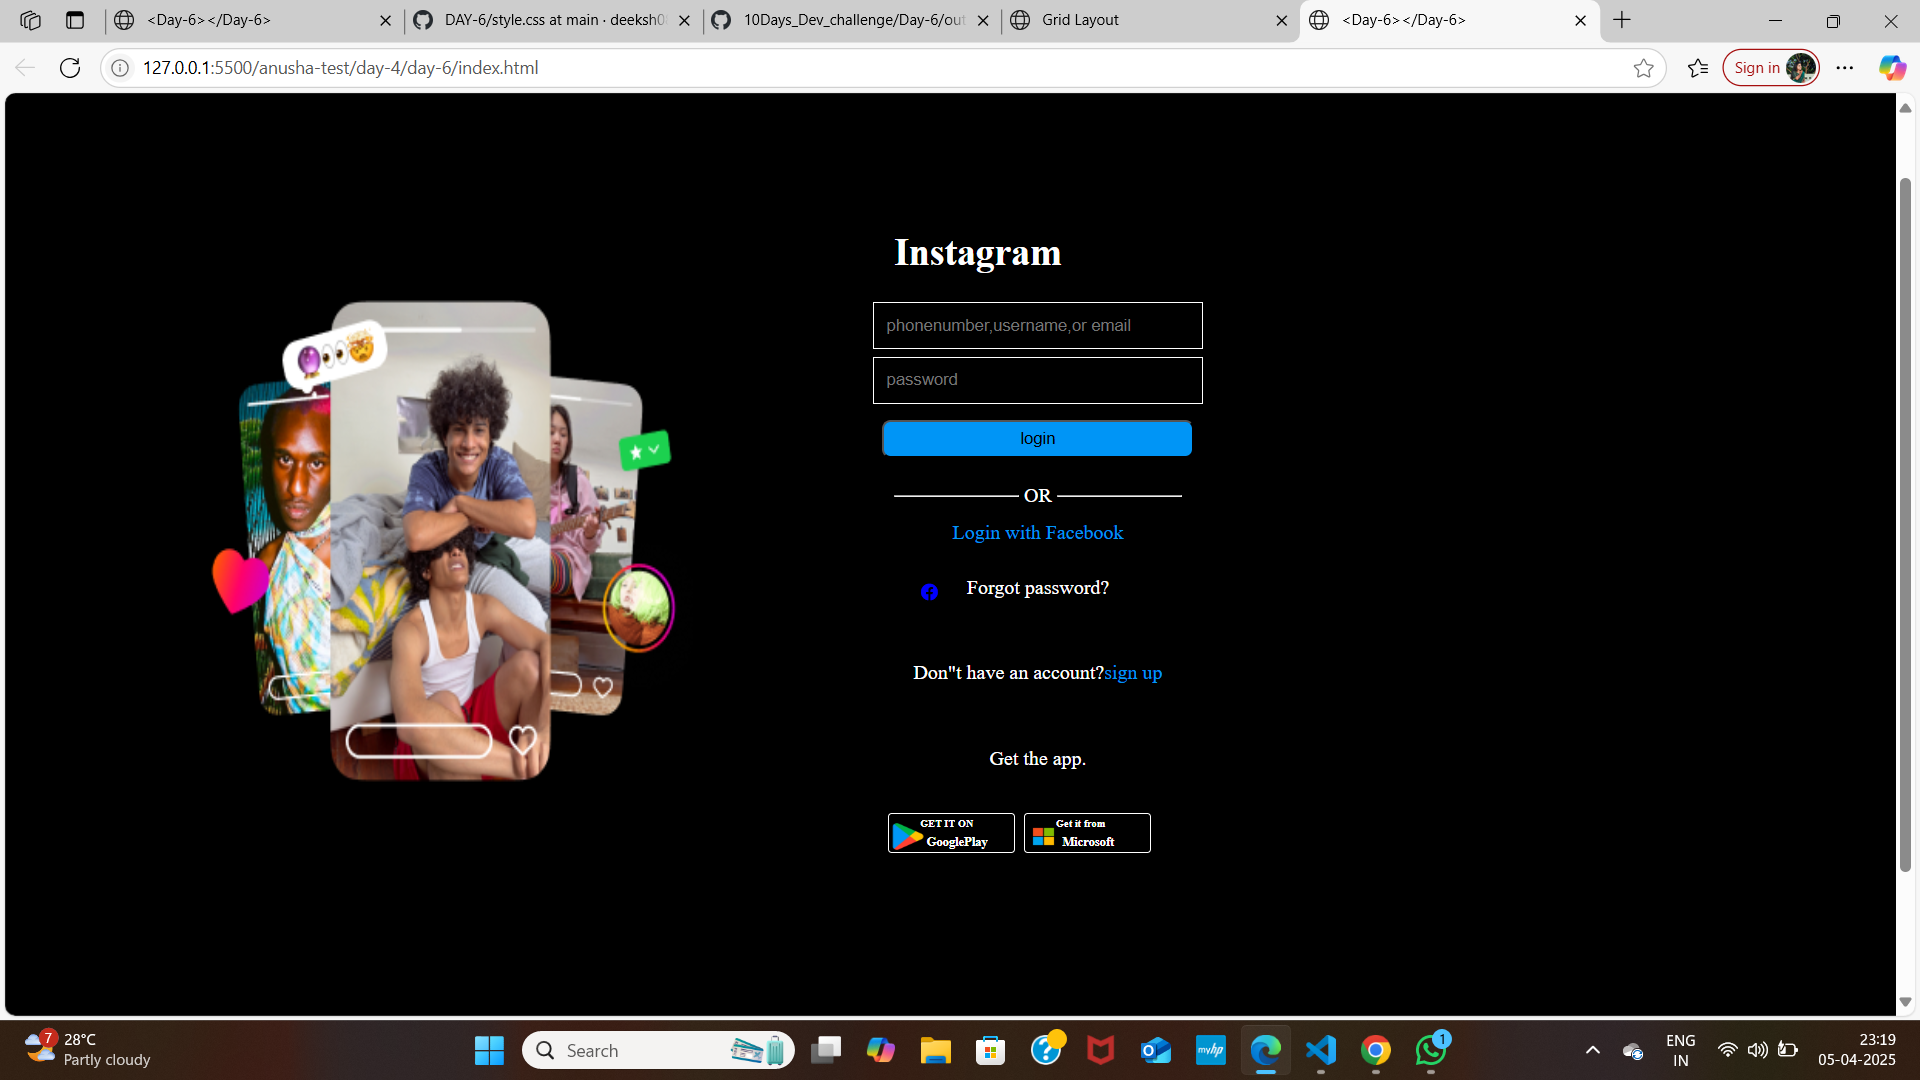 <Day-6></Day-6>
DAY-6/style.css at main · deeksh0
10Days_Dev_challenge/Day-6/out
Grid Layout
<Day-6></Day-6>
127.0.0.1:5500/anusha-test/day-4/day-6/index.html
Sign in
Instagram
phonenumber,username,or email
password
login
OR
Login with Facebook
Forgot password?
Don"t have an account?sign up
Get the app.
GET IT ON
GooglePlay
Get it from
Microsoft
7
28°C
Partly cloudy
Search
myhp
1
ENG
IN
23:19
05-04-2025